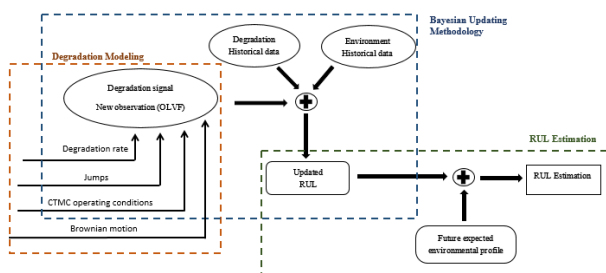 Bayesian Updating
Methodology
Degradation
Historical data
Environment
Historical data
Degradation Modeling
Degradation signal
New observation (OLVF)
Degradation rate
Jumps
CTMC operating conditions
Brownian motion
RUL Estimation
Updated
RUL
RUL Estimation
Future expected
environmental profile